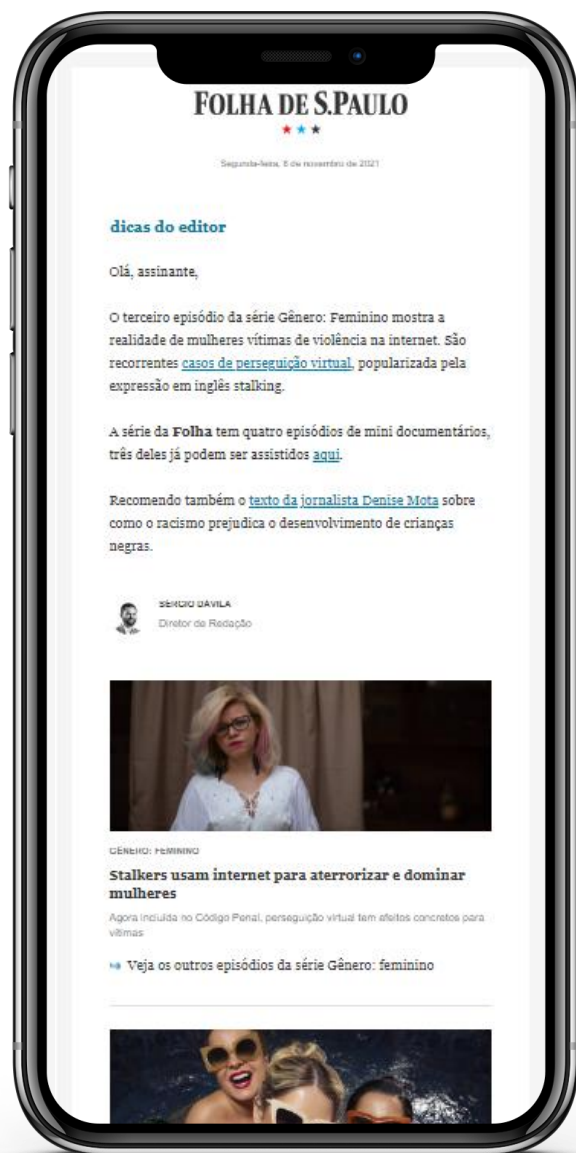 FOLHA DE S.PAULO
Segunda-feira, 8 de novembro de 2021
dicas do editor
Olá, assinante,
O terceiro episódio da série Gênero: Feminino mostra a
realidade de mulheres vítimas de violência na internet. São
recorrentes casos de perseguição virtual, popularizada pela
expressão em inglês stalking.
A série da Folha tem quatro episódios de mini documentários,
três deles já podem ser assistidos aqui.
Recomendo também o texto da jornalista Denise Mota sobre
como o racismo prejudica o desenvolvimento de crianças
negras.
SÉRGIO DÁVILA
Diretor de Redação
GÊNERO: FEMININO
Stalkers usam internet para aterrorizar e dominar
mulheres
Agora incluída no Código Penal, perseguição virtual tem efeitos concretos para
vítimas
↪ Veja os outros episódios da série Gênero: feminino